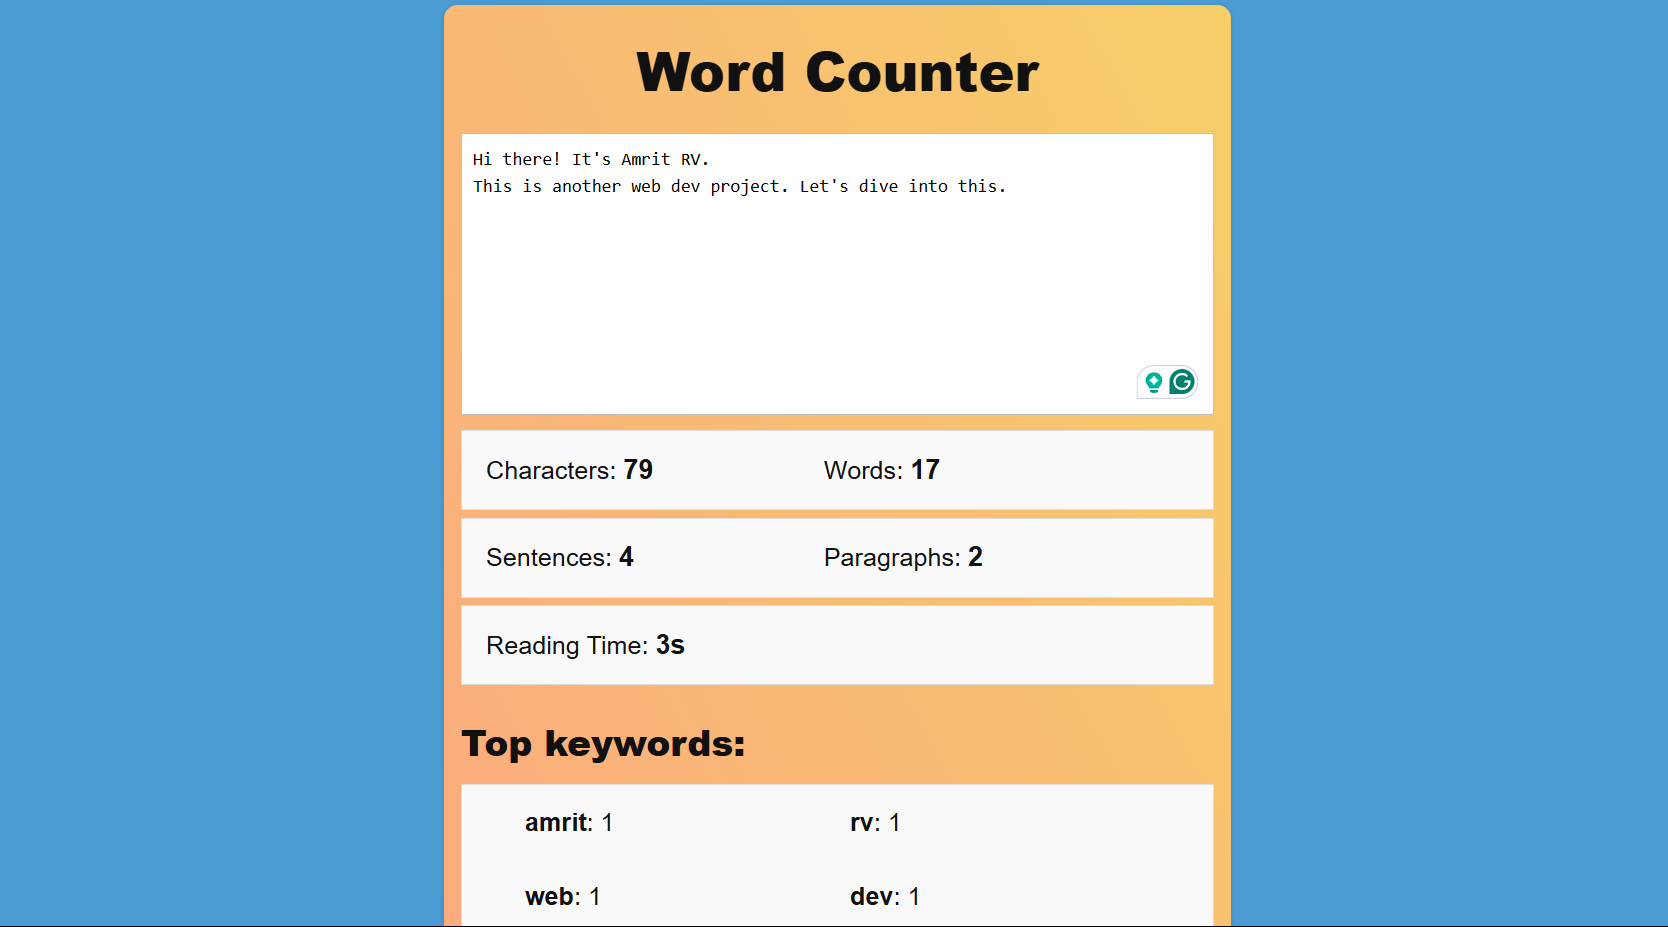 Word Counter
Hi there! It's Amrit RV.
This is another web dev project. Let's dive into this.
Characters: 79
Words: 17
Sentences: 4
Paragraphs: 2
Reading Time: 3s
Top keywords:
amrit: 1
rv: 1
web: 1
dev: 1